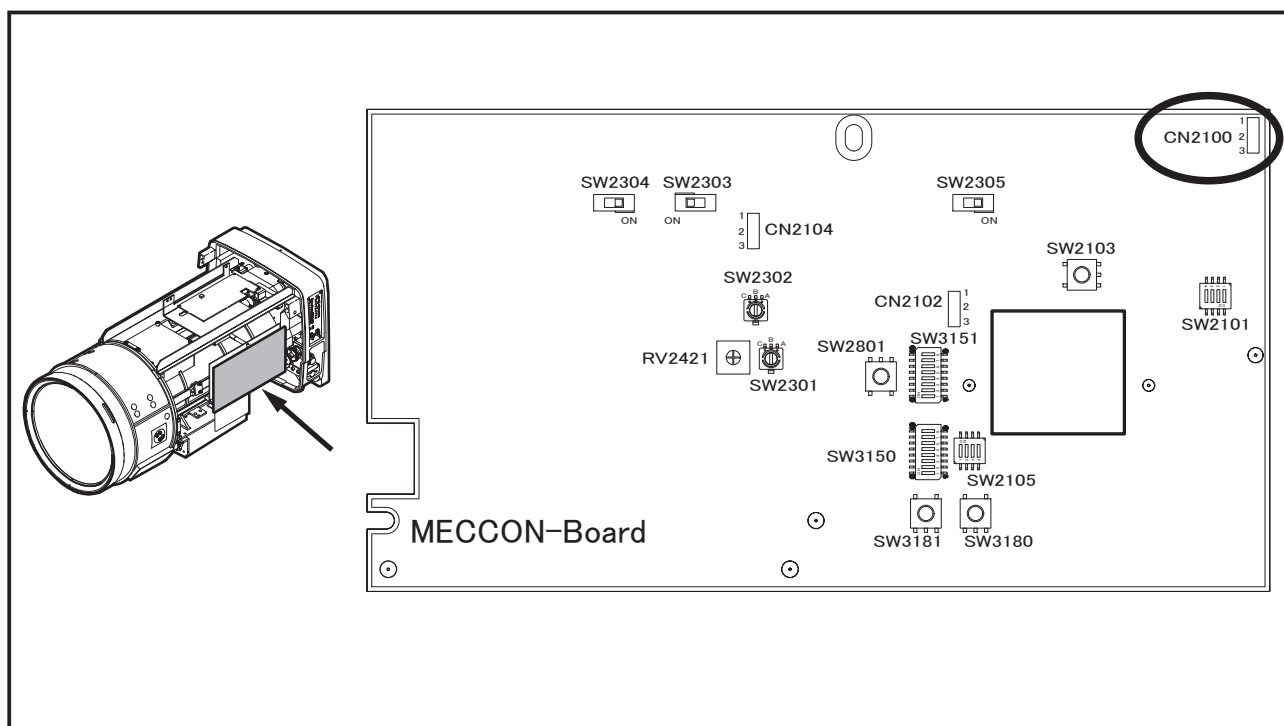 1
CN2100 2
3
SW2304 SW2303 SW2305
ON ON ON
1
2 CN2104
3
SW2103
SW2302
C B A
CN2102 1
2
3
SW2101
SW2801 SW3151
RV2421
C B A
SW2301
SW3150
SW2105
MECCON-Board
SW3181 SW3180